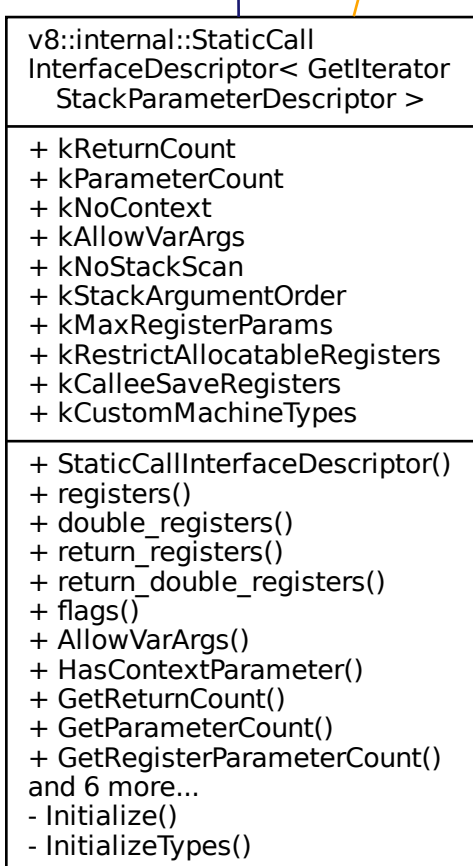 v8::internal::StaticCall
InterfaceDescriptor< GetIterator
StackParameterDescriptor >
+ kReturnCount
+ kParameterCount
+ kNoContext
+ kAllowVarArgs
+ kNoStackScan
+ kStackArgumentOrder
+ kMaxRegisterParams
+ kRestrictAllocatableRegisters
+ kCalleeSaveRegisters
+ kCustomMachineTypes
+ StaticCallInterfaceDescriptor()
+ registers()
+ double_registers()
+ return_registers()
+ return_double_registers()
+ flags()
+ AllowVarArgs()
+ HasContextParameter()
+ GetReturnCount()
+ GetParameterCount()
+ GetRegisterParameterCount()
and 6 more...
- Initialize()
- InitializeTypes()